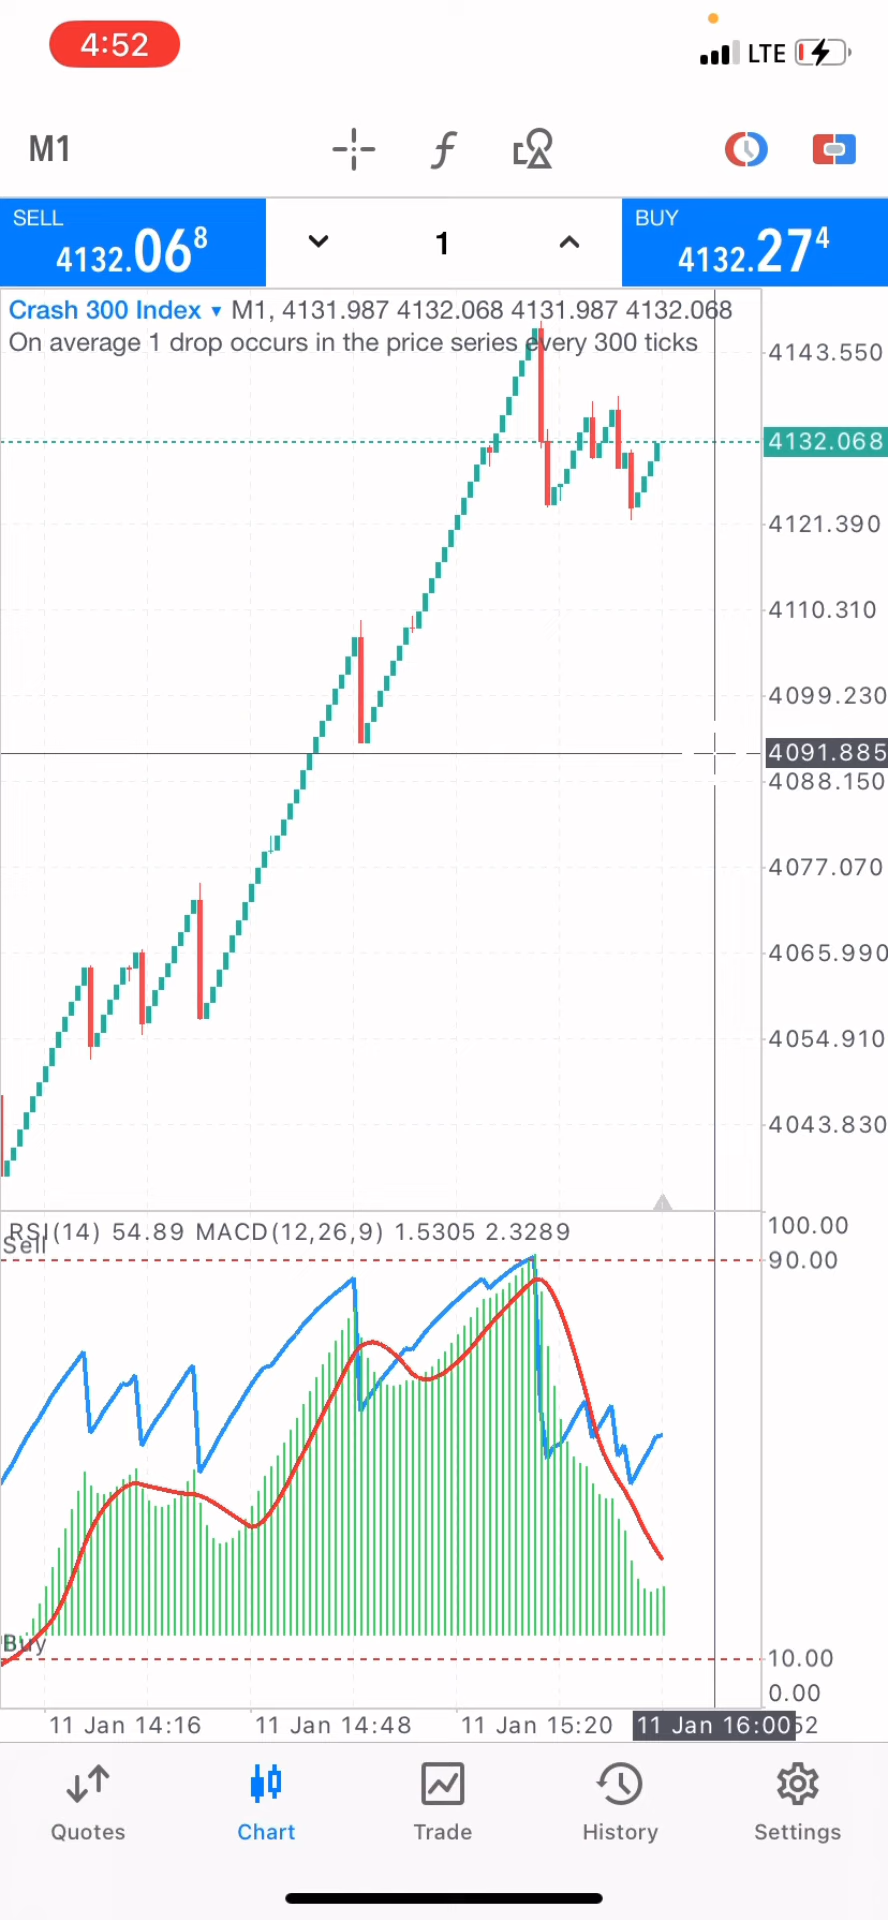 4:52
LTE
M1
f
SELL
4132.068
1
BUY
4132.274
Crash 300 Index ▾ M1, 4131.987 4132.068 4131.987 4132.068
On average 1 drop occurs in the price series every 300 ticks
4143.550
4132.068
4121.390
4110.310
4099.230
4091.885
4088.150
4077.070
4065.990
4054.910
4043.830
RSI(14) 54.89 MACD(12,26,9) 1.5305 2.3289
Sell
100.00
90.00
Buy
10.00
0.00
11 Jan 14:16
11 Jan 14:48
11 Jan 15:20
11 Jan 16:00
52
Quotes
Chart
Trade
History
Settings